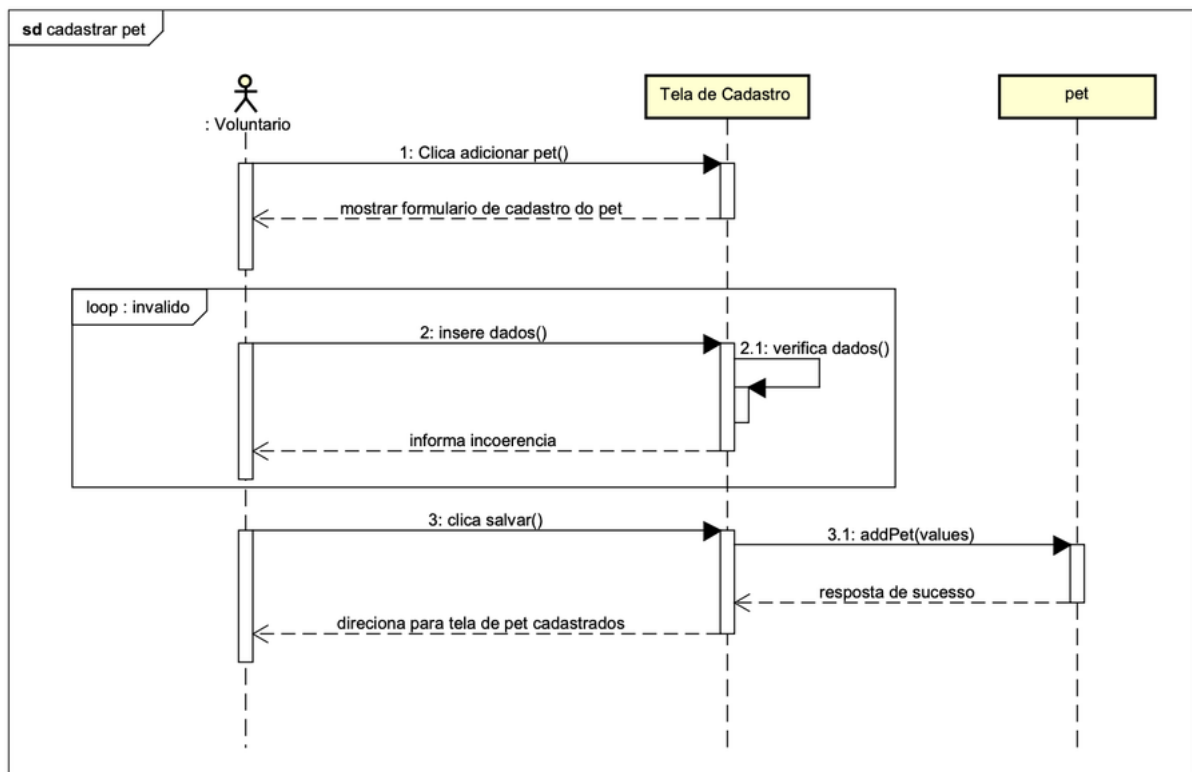 sd cadastrar pet
: Voluntario
Tela de Cadastro
pet
1: Clica adicionar pet()
mostrar formulario de cadastro do pet
loop : invalido
2: insere dados()
2.1: verifica dados()
informa incoerencia
3: clica salvar()
3.1: addPet(values)
resposta de sucesso
direciona para tela de pet cadastrados